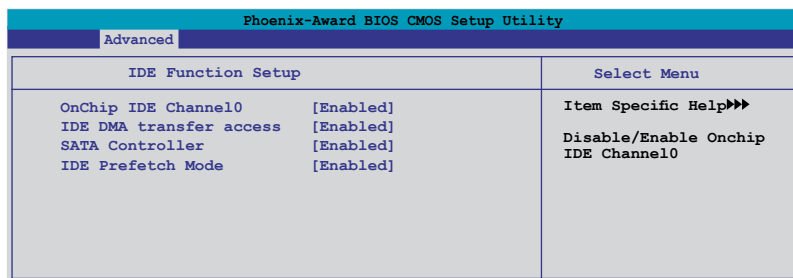 Phoenix-Award BIOS CMOS Setup Utility
Advanced
IDE Function Setup
Select Menu
OnChip IDE Channel0 [Enabled]
IDE DMA transfer access [Enabled]
SATA Controller [Enabled]
IDE Prefetch Mode [Enabled]
Item Specific Help
Disable/Enable Onchip
IDE Channel0